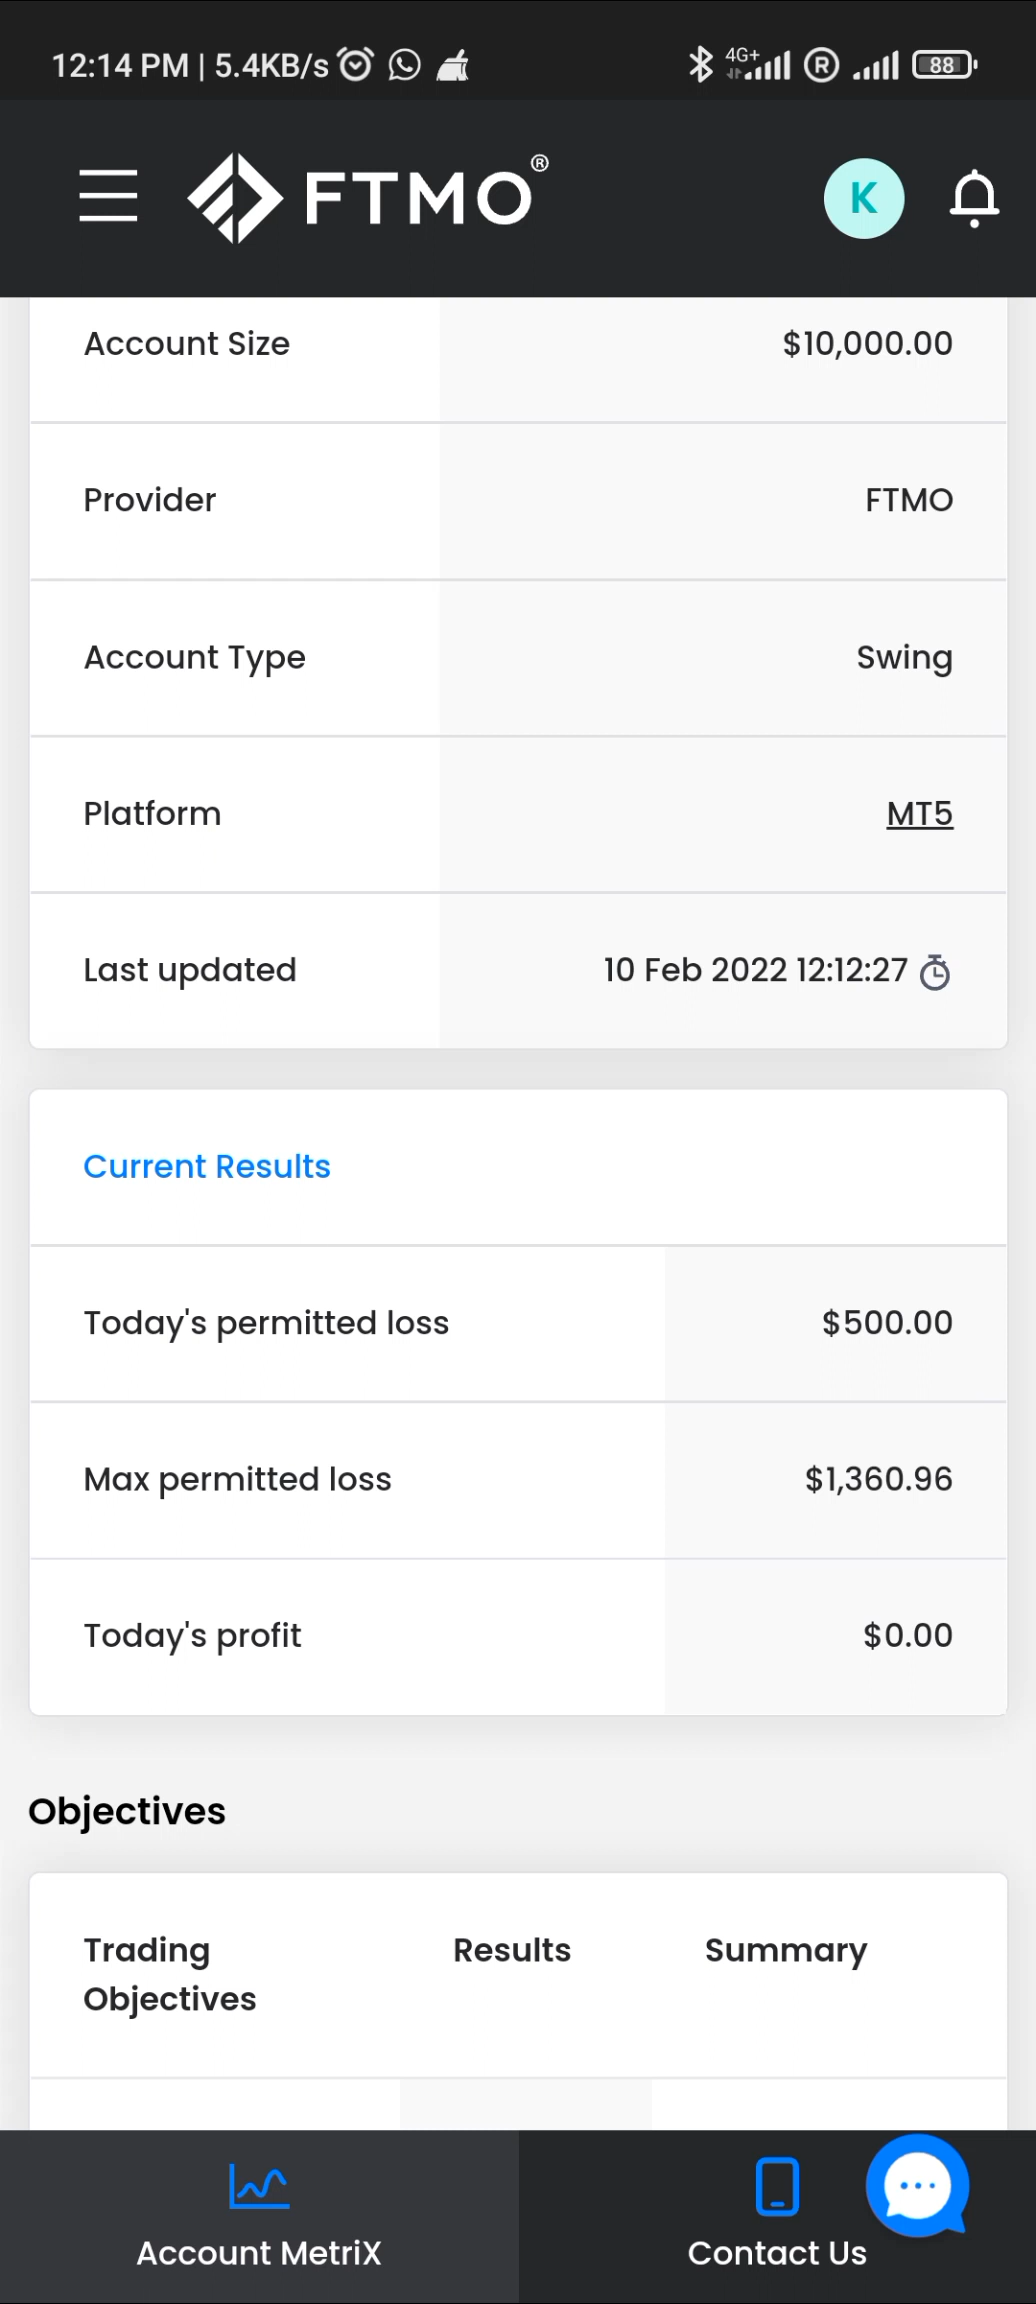 12:14 PM | 5.4KB/s 4G+ R 88
FTMO® K
Account Size $10,000.00
Provider FTMO
Account Type Swing
Platform MT5
Last updated 10 Feb 2022 12:12:27
Current Results
Today's permitted loss $500.00
Max permitted loss $1,360.96
Today's profit $0.00
Objectives
Trading Results Summary
Objectives
Account MetriX Contact Us